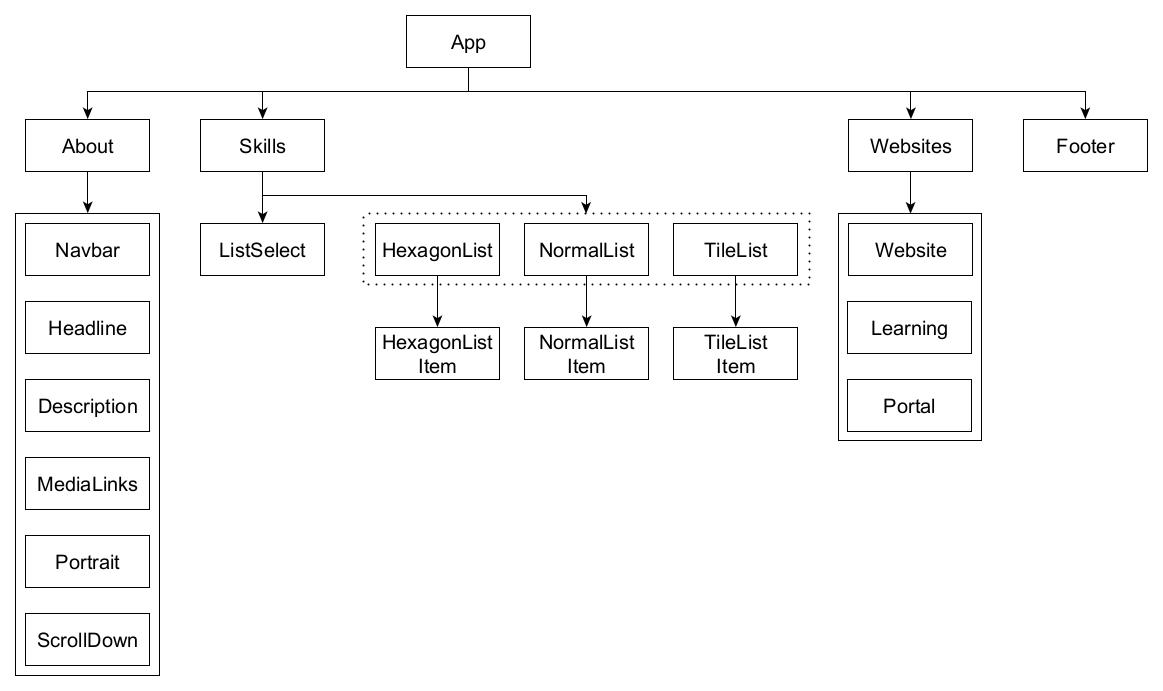 App
About
Skills
Websites
Footer
Navbar
ListSelect
HexagonList
NormalList
TileList
Website
Headline
HexagonList
Item
NormalList
Item
TileList
Item
Learning
Description
Portal
MediaLinks
Portrait
ScrollDown